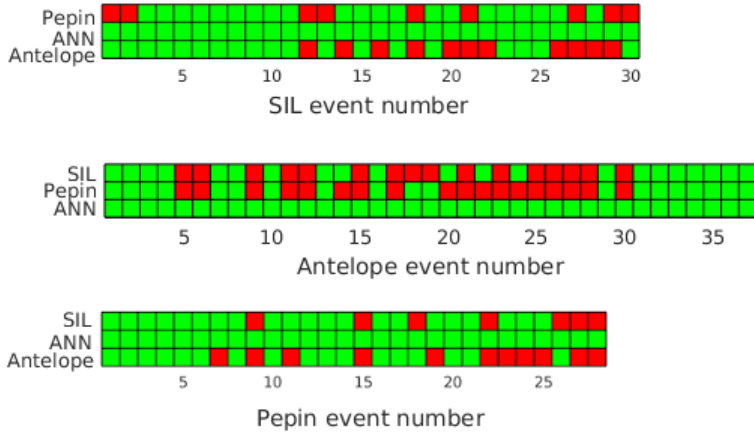 Pepin
ANN
Antelope
5 10 15 20 25 30
SIL event number
SIL
Pepin
ANN
5 10 15 20 25 30 35
Antelope event number
SIL
ANN
Antelope
5 10 15 20 25
Pepin event number